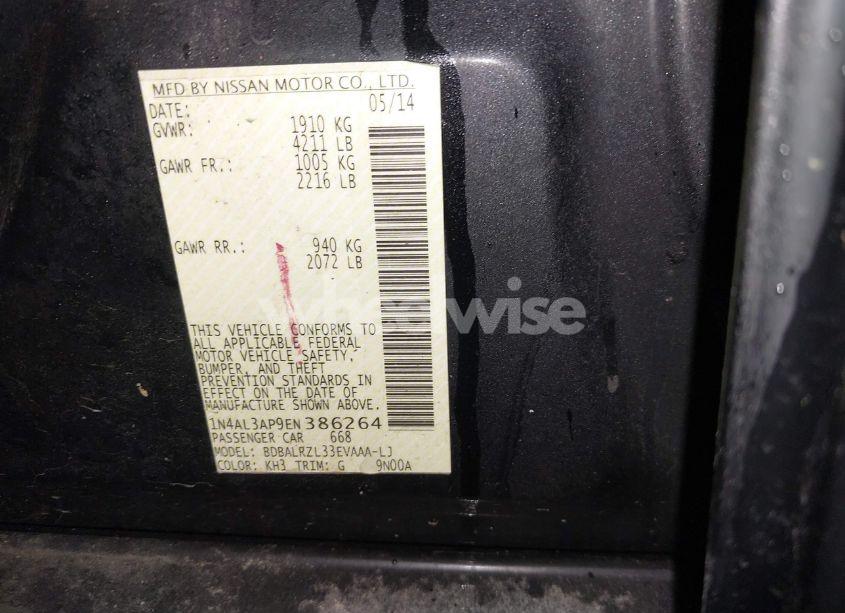 MFD BY NISSAN MOTOR CO., LTD.
DATE: 05/14
GVWR: 1910 KG
4211 LB
GAWR FR.: 1005 KG
2216 LB
GAWR RR.: 940 KG
2072 LB
wheelwise
THIS VEHICLE CONFORMS TO
ALL APPLICABLE FEDERAL
MOTOR VEHICLE SAFETY,
BUMPER, AND THEFT
PREVENTION STANDARDS IN
EFFECT ON THE DATE OF
MANUFACTURE SHOWN ABOVE.
1N4AL3AP9EN386264
PASSENGER CAR 668
MODEL: BDBALRZL33EVAAA-LJ
COLOR: KH3 TRIM: G 9N00A